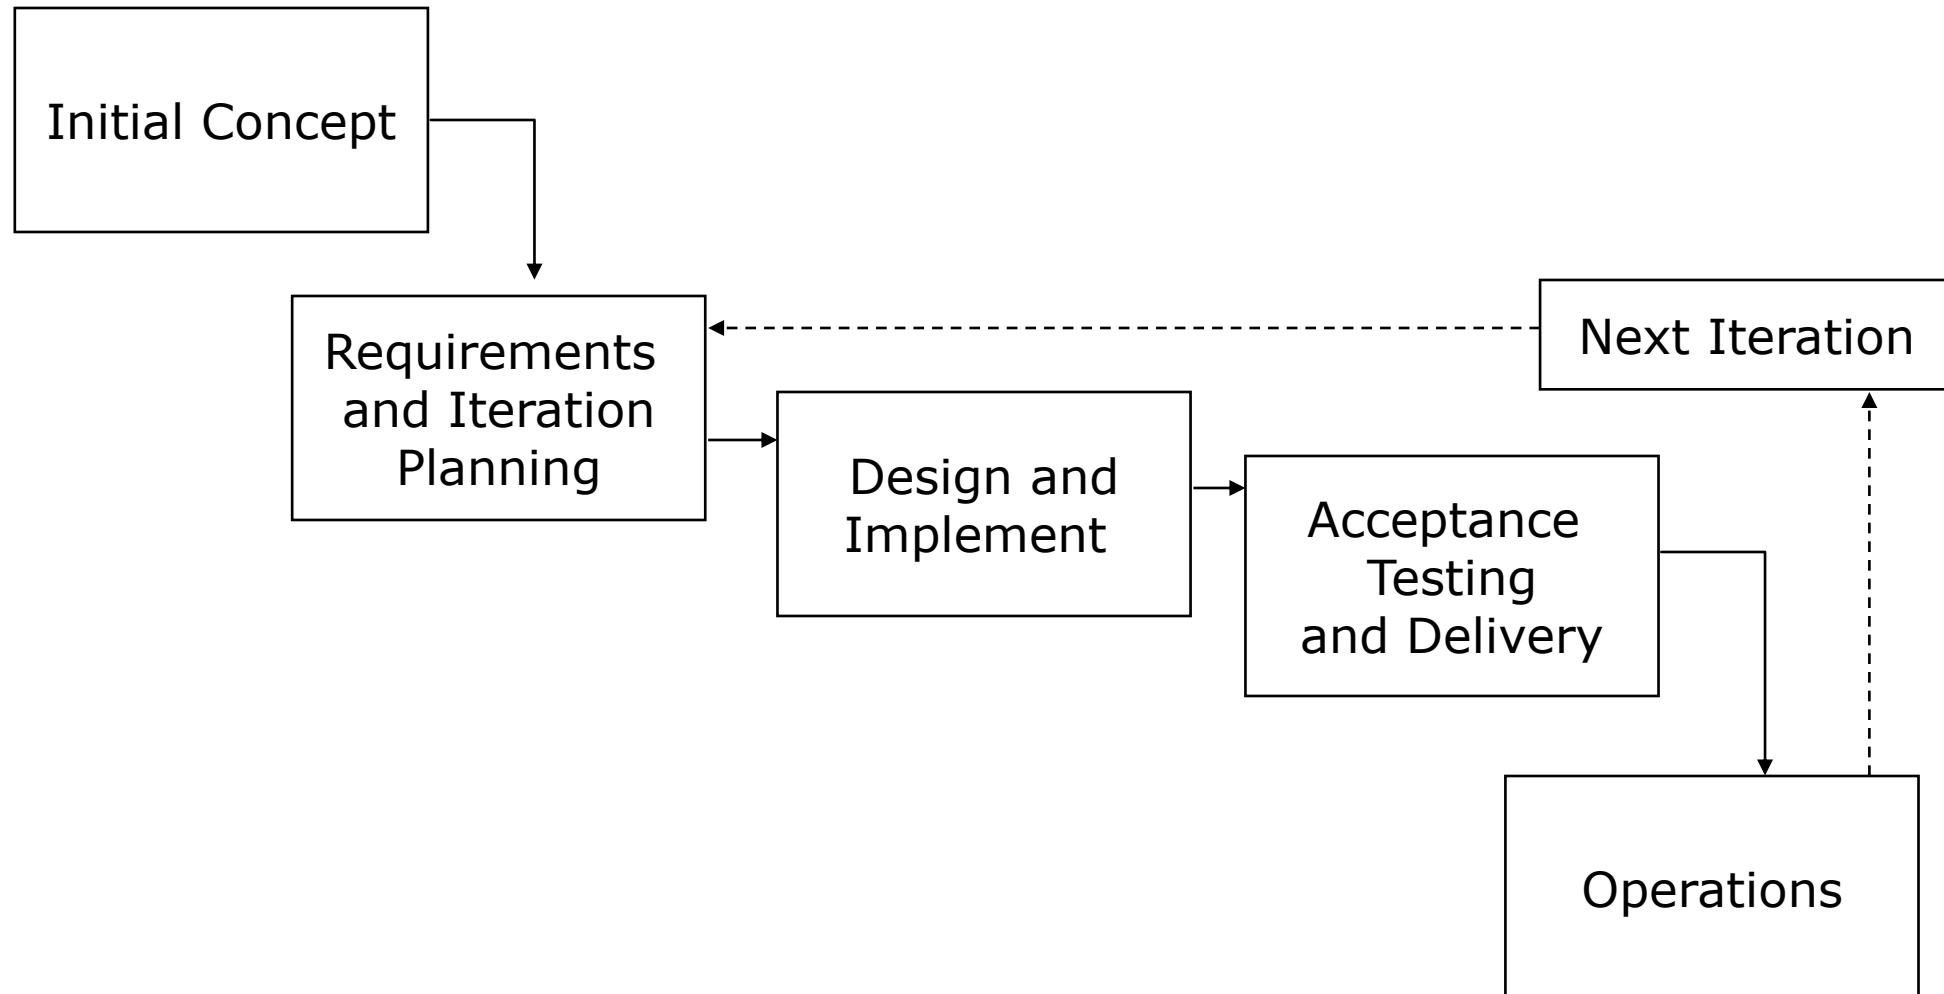 Initial Concept
Requirements
and Iteration
Planning
Next Iteration
Design and
Implement
Acceptance
Testing
and Delivery
Operations